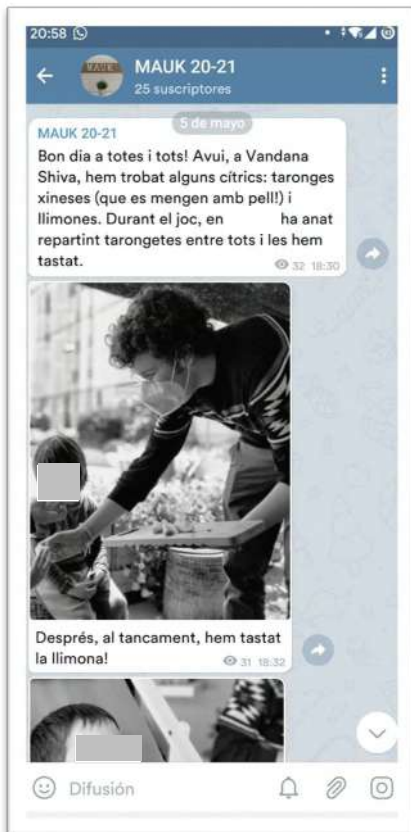 20:58
MAUK 20-21
25 suscriptores
5 de mayo
MAUK 20-21
Bon dia a totes i tots! Avui, a Vandana
Shiva, hem trobat alguns cítrics: taronges
xineses (que es mengen amb pell!) i
llimones. Durant el joc, en ha anat
repartint tarongetes entre tots i les hem
tastat.
32 18:30
Després, al tancament, hem tastat
la llimona!
31 18:32
Difusión